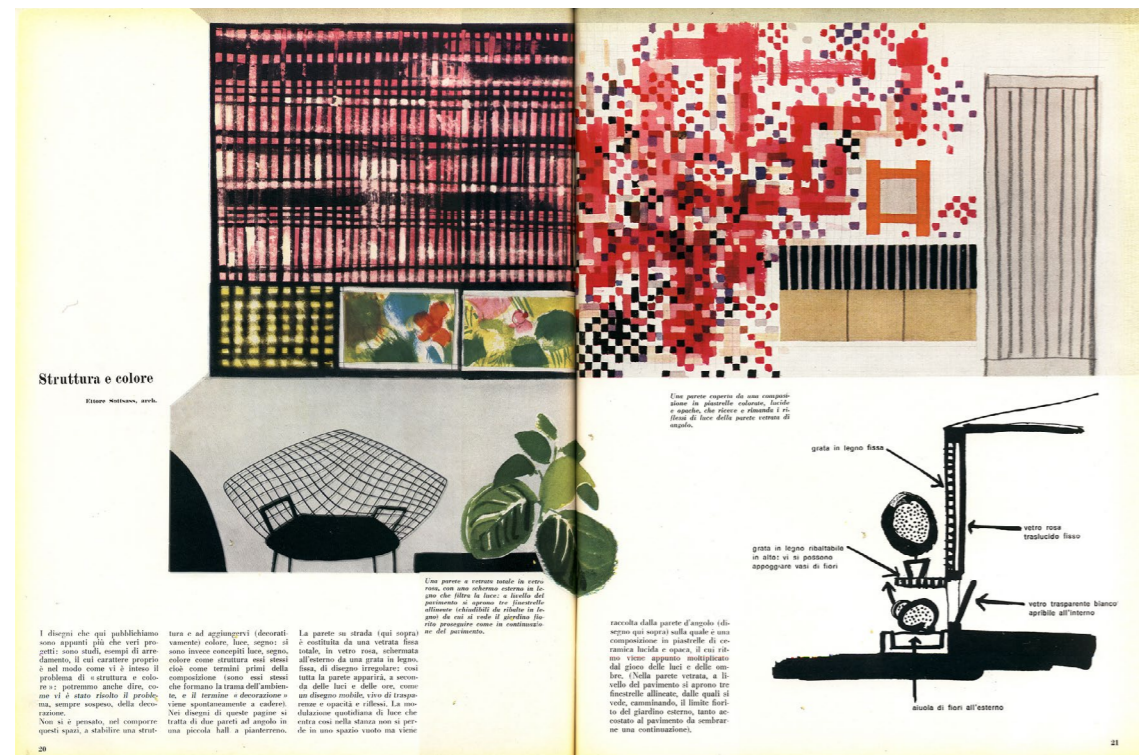 Struttura e colore
Ettore Sottsass, arch.
Una parete a vetrata totale in vetro
rosa, con uno schermo esterno in le-
gno che filtra la luce: a livello del
pavimento si aprono tre finestrelle
allineate (chiudibili da ribalte in le-
gno) da cui si vede il giardino fio-
rito proseguire come in continuazio-
ne del pavimento.
I disegni che qui pubblichiamo
sono appunti più che veri pro-
getti: sono studi, esempi di arre-
damento, il cui carattere proprio
è nel modo come vi è inteso il
problema di « struttura e colo-
re »: potremmo anche dire, co-
me vi è stato risolto il proble-
ma, sempre sospeso, della deco-
razione.
Non si è pensato, nel comporre
questi spazi, a stabilire una strut-
tura e ad aggiungervi (decorati-
vamente) colore, luce, segno: si
sono invece concepiti luce, segno,
colore come struttura essi stessi
cioè come termini primi della
composizione (sono essi stessi
che formano la trama dell'ambien-
te, e il termine « decorazione »
viene spontaneamente a cadere).
Nei disegni di queste pagine si
tratta di due pareti ad angolo in
una piccola hall a pianterreno.
La parete su strada (qui sopra)
è costituita da una vetrata fissa
totale, in vetro rosa, schermata
all'esterno da una grata in legno,
fissa, di disegno irregolare: così
tutta la parete apparirà, a secon-
da delle luci e delle ore, come
un disegno mobile, vivo di traspa-
renze e opacità e riflessi. La mo-
dulazione quotidiana di luce che
entra così nella stanza non si per-
de in uno spazio vuoto ma viene
20
Una parete coperta da una composi-
zione in piastrelle colorate, lucide
e opache, che riceve e rimanda i ri-
flessi di luce della parete vetrata di
angolo.
grata in legno fissa
vetro rosa
traslucido fisso
grata in legno ribaltabile
in alto: vi si possono
appoggiare vasi di fiori
vetro trasparente bianco
apribile all'interno
aiuola di fiori all'esterno
raccolta dalla parete d'angolo (di-
segno qui sopra) sulla quale è una
composizione in piastrelle di ce-
ramica lucida e opaca, il cui rit-
mo viene appunto moltiplicato
dal gioco delle luci e delle om-
bre. (Nella parete vetrata, a li-
vello del pavimento si aprono tre
finestrelle allineate, dalle quali si
vede, camminando, il limite fiori-
to del giardino esterno, tanto ac-
costato al pavimento da sembrar-
ne una continuazione).
21